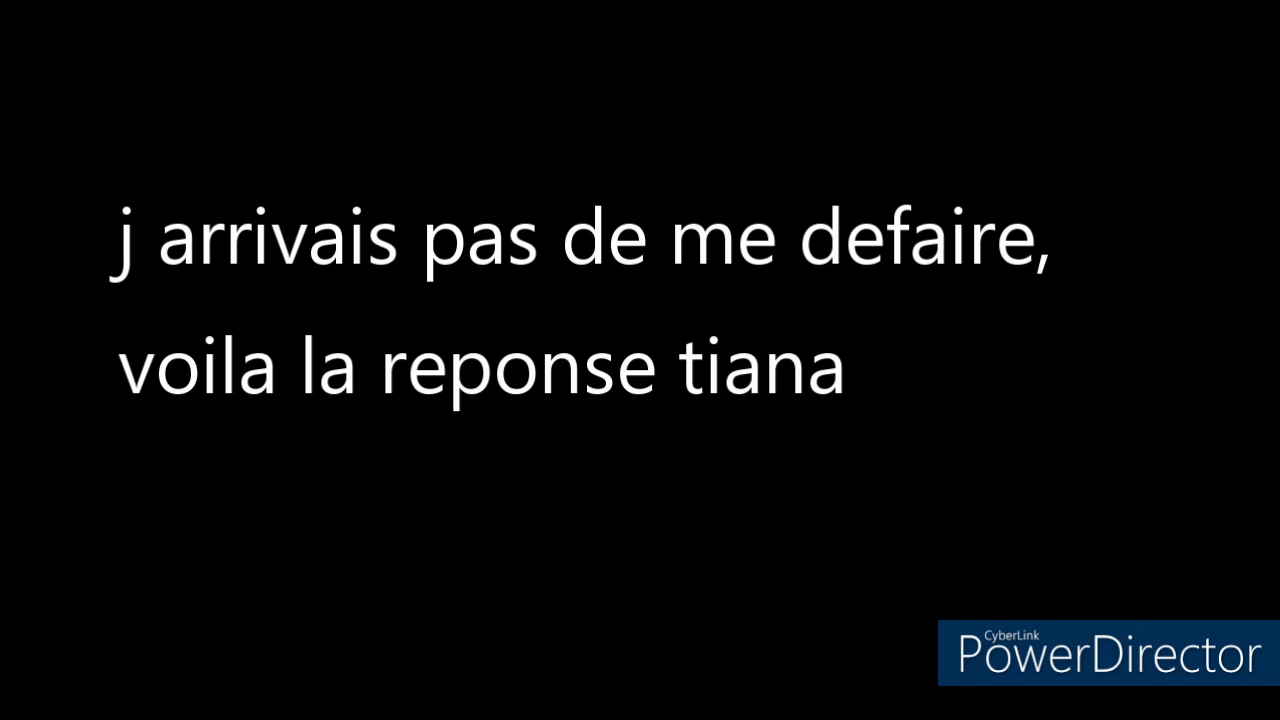 j arrivais pas de me defaire,
voila la reponse tiana
CyberLink
PowerDirector